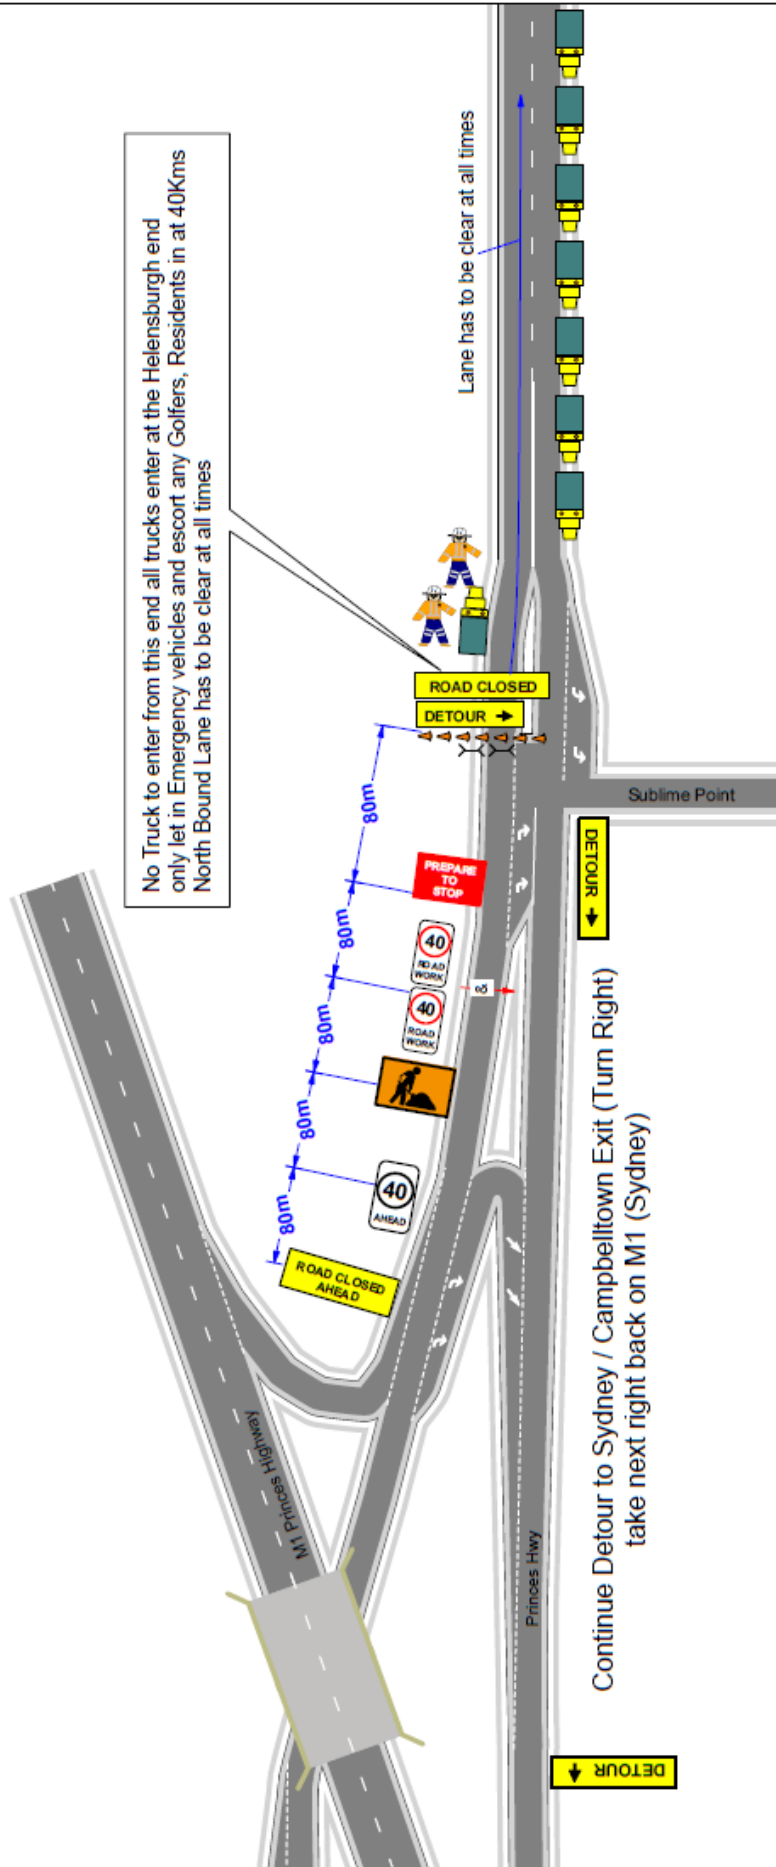 No Truck to enter from this end all trucks enter at the Helensburgh end
only let in Emergency vehicles and escort any Golfers, Residents in at 40Kms
North Bound Lane has to be clear at all times
Lane has to be clear at all times
ROAD CLOSED
DETOUR
80m
Sublime Point
PREPARE
TO
STOP
DETOUR
80m
40
ROAD
WORK
80m
40
ROAD
WORK
80m
40
AHEAD
80m
ROAD CLOSED
AHEAD
M1 Princes Highway
Princes Hwy
Continue Detour to Sydney / Campbelltown Exit (Turn Right)
take next right back on M1 (Sydney)
DETOUR